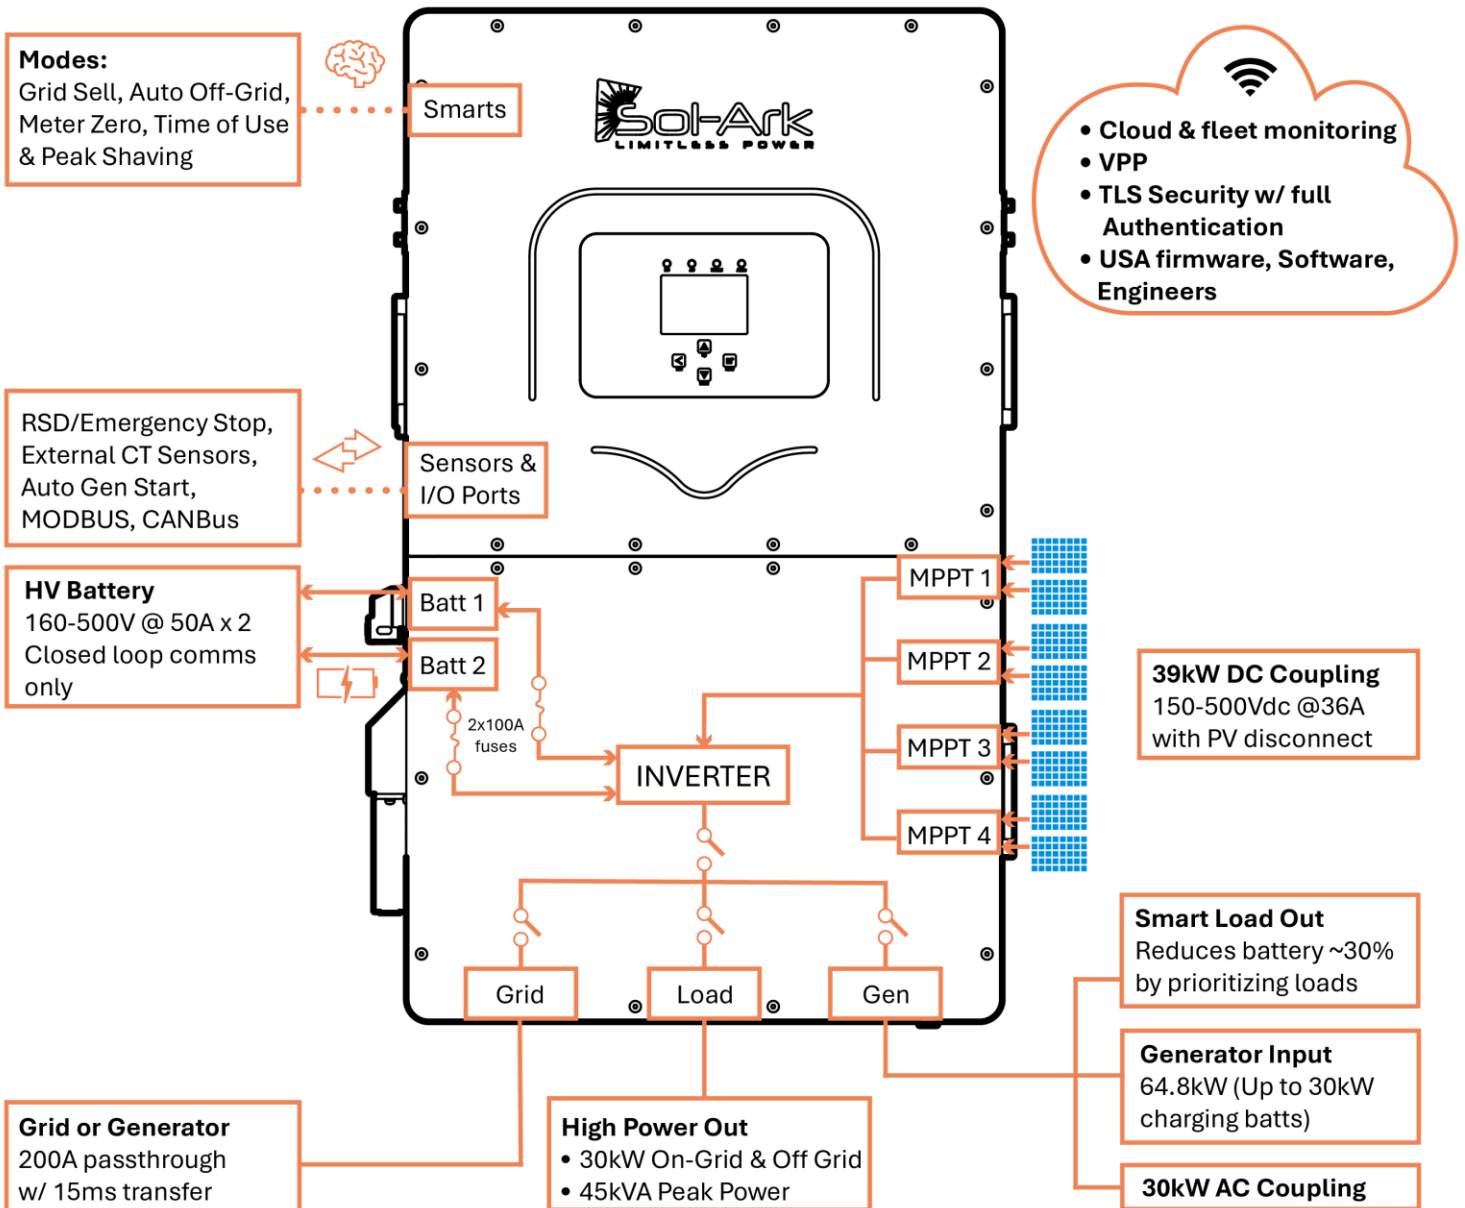 Modes:
Grid Sell, Auto Off-Grid,
Meter Zero, Time of Use
& Peak Shaving
Smarts
Sol-Ark
LIMITLESS POWER
• Cloud & fleet monitoring
• VPP
• TLS Security w/ full
Authentication
• USA firmware, Software,
Engineers
RSD/Emergency Stop,
External CT Sensors,
Auto Gen Start,
MODBUS, CANBus
Sensors &
I/O Ports
HV Battery
160-500V @ 50A x 2
Closed loop comms
only
Batt 1
Batt 2
2x100A
fuses
INVERTER
MPPT 1
MPPT 2
MPPT 3
MPPT 4
39kW DC Coupling
150-500Vdc @36A
with PV disconnect
Grid
Load
Gen
Smart Load Out
Reduces battery ~30%
by prioritizing loads
Generator Input
64.8kW (Up to 30kW
charging batts)
30kW AC Coupling
Grid or Generator
200A passthrough
w/ 15ms transfer
High Power Out
• 30kW On-Grid & Off Grid
• 45kVA Peak Power